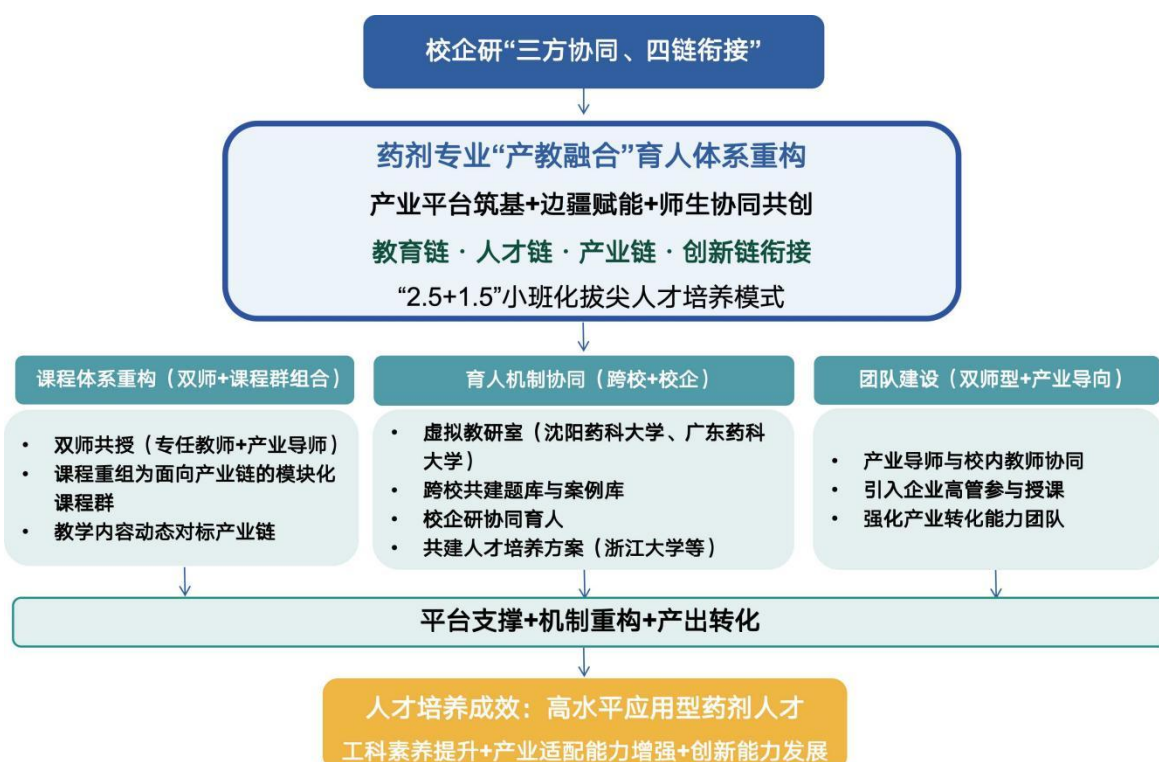 校企研“三方协同、四链衔接”
药剂专业“产教融合”育人体系重构
产业平台筑基+边疆赋能+师生协同共创
教育链·人才链·产业链·创新链衔接
“2.5+1.5”小班化拔尖人才培养模式
课程体系重构（双师+课程群组合）
• 双师共授（专任教师+产业导师）
• 课程重组为面向产业链的模块化
课程群
• 教学内容动态对标产业链
育人机制协同（跨校+校企）
• 虚拟教研室（沈阳药科大学、广东药科
大学）
• 跨校共建题库与案例库
• 校企研协同育人
• 共建人才培养方案（浙江大学等）
团队建设（双师型+产业导向）
• 产业导师与校内教师协同
• 引入企业高管参与授课
• 强化产业转化能力团队
平台支撑+机制重构+产出转化
人才培养成效：高水平应用型药剂人才
工科素养提升+产业适配能力增强+创新能力发展